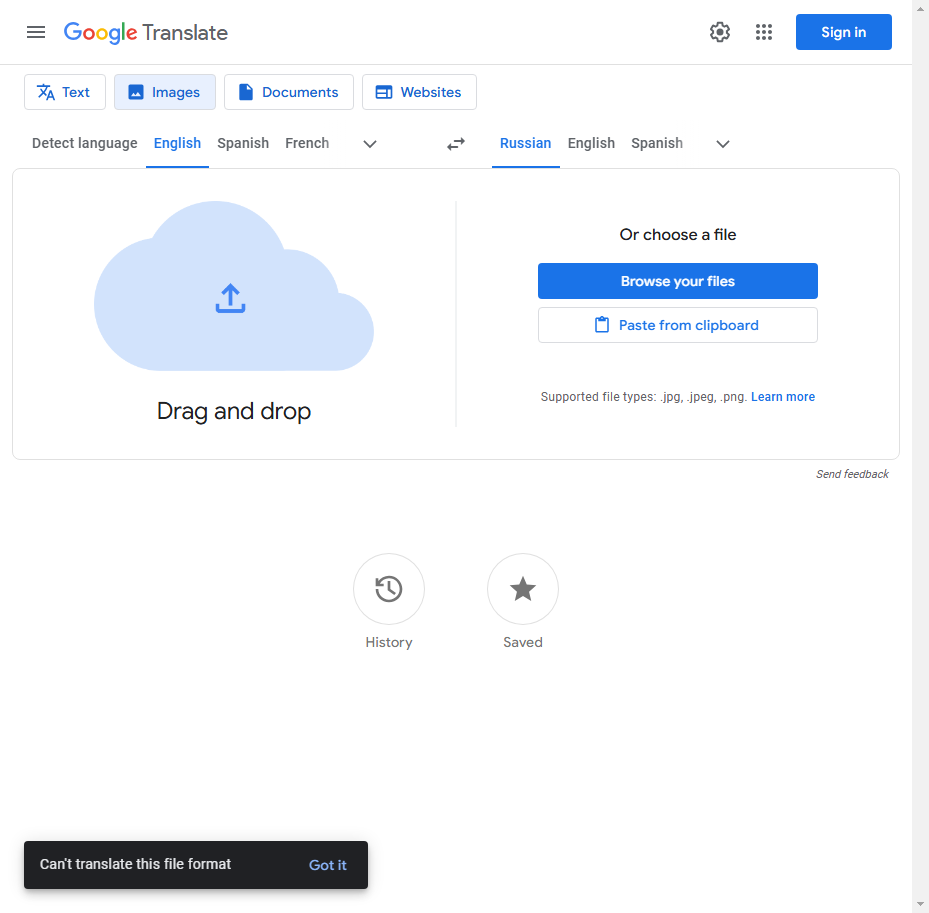 Google Translate
Sign in
Text
Images
Documents
Websites
Detect language
English
Spanish
French
Russian
English
Spanish
Drag and drop
Or choose a file
Browse your files
Paste from clipboard
Supported file types: .jpg, .jpeg, .png. Learn more
Send feedback
History
Saved
Can't translate this file format
Got it